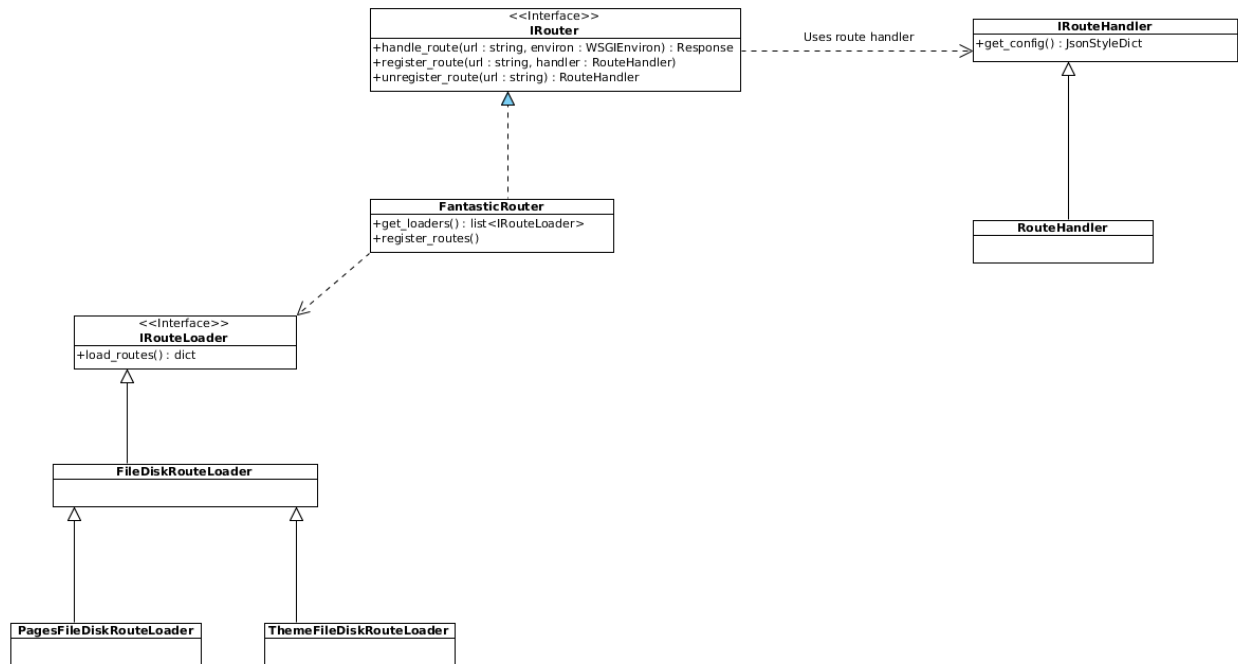 <<Interface>>
IRouter
+handle_route(url : string, environ : WSGIEnviron) : Response
+register_route(url : string, handler : RouteHandler)
+unregister_route(url : string) : RouteHandler
Uses route handler
IRouteHandler
+get_config() : JsonStyleDict
FantasticRouter
+get_loaders() : list<IRouteLoader>
+register_routes()
RouteHandler
<<Interface>>
IRouteLoader
+load_routes() : dict
FileDiskRouteLoader
PagesFileDiskRouteLoader
ThemeFileDiskRouteLoader